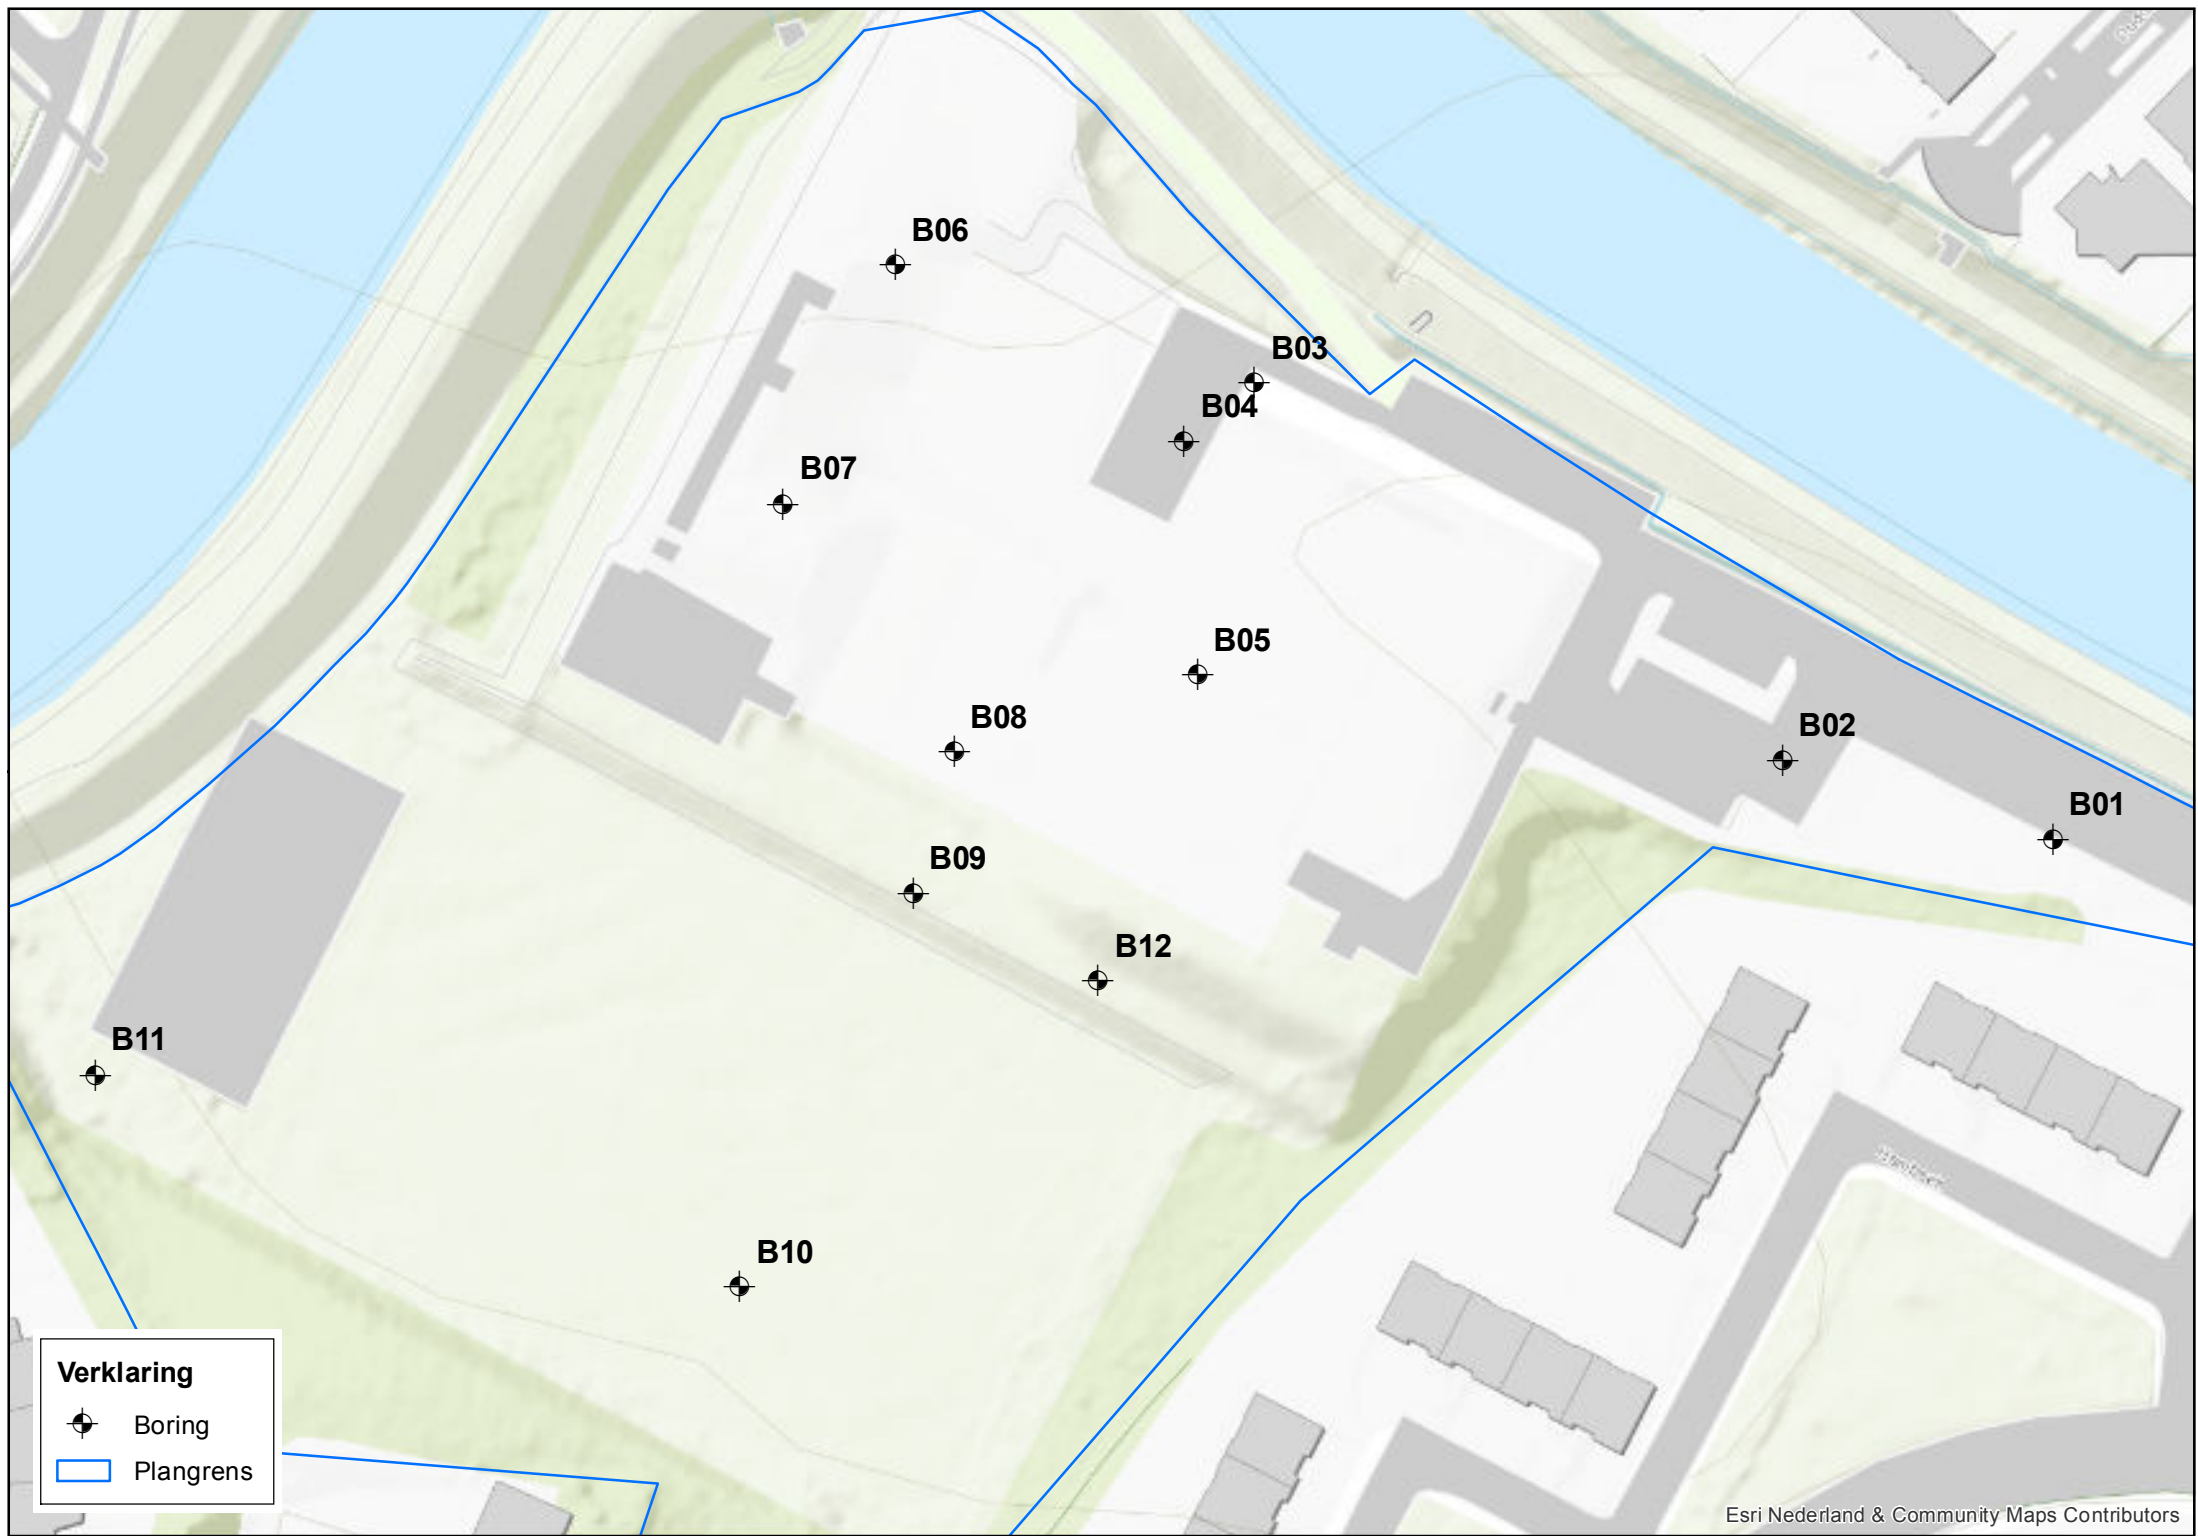 B06
B03
B04
B07
B05
B08
B02
B01
B09
B12
B11
B10
Verklaring
Boring
Plangrens
Esri Nederland & Community Maps Contributors